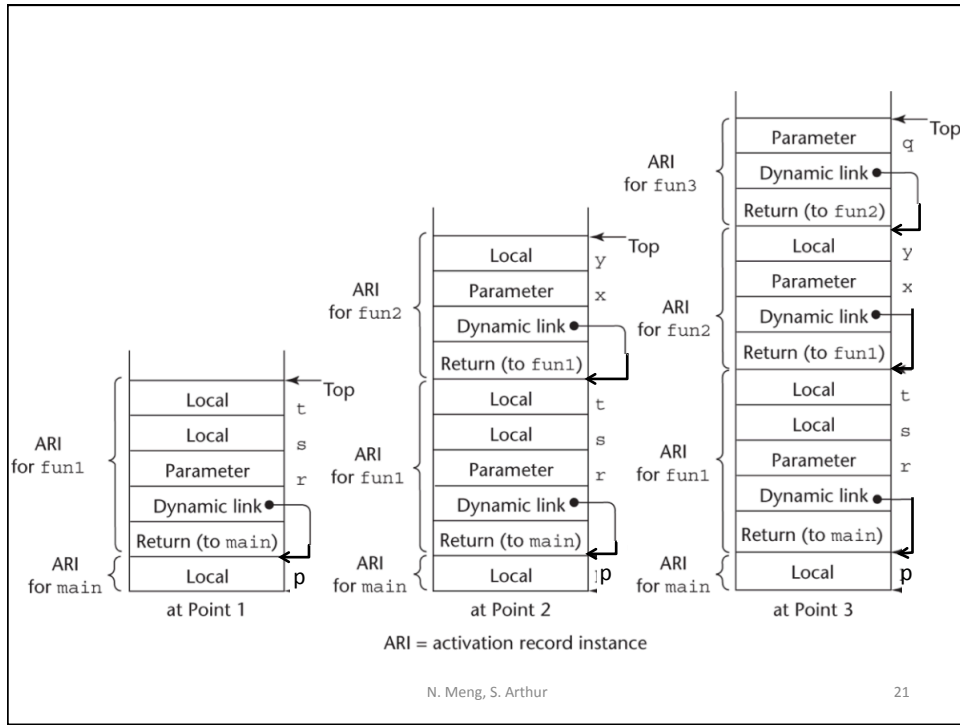 Top
Local
t
Local
s
Parameter
r
Dynamic link
Return (to main)
ARI
for fun1
Local
p
ARI
for main
at Point 1
Top
Local
y
Parameter
x
Dynamic link
Return (to fun1)
ARI
for fun2
Local
t
Local
s
Parameter
r
Dynamic link
Return (to main)
ARI
for fun1
Local
p
ARI
for main
at Point 2
Top
Parameter
q
Dynamic link
Return (to fun2)
ARI
for fun3
Local
y
Parameter
x
Dynamic link
Return (to fun1)
ARI
for fun2
Local
t
Local
s
Parameter
r
Dynamic link
Return (to main)
ARI
for fun1
Local
p
ARI
for main
at Point 3
ARI = activation record instance
N. Meng, S. Arthur
21